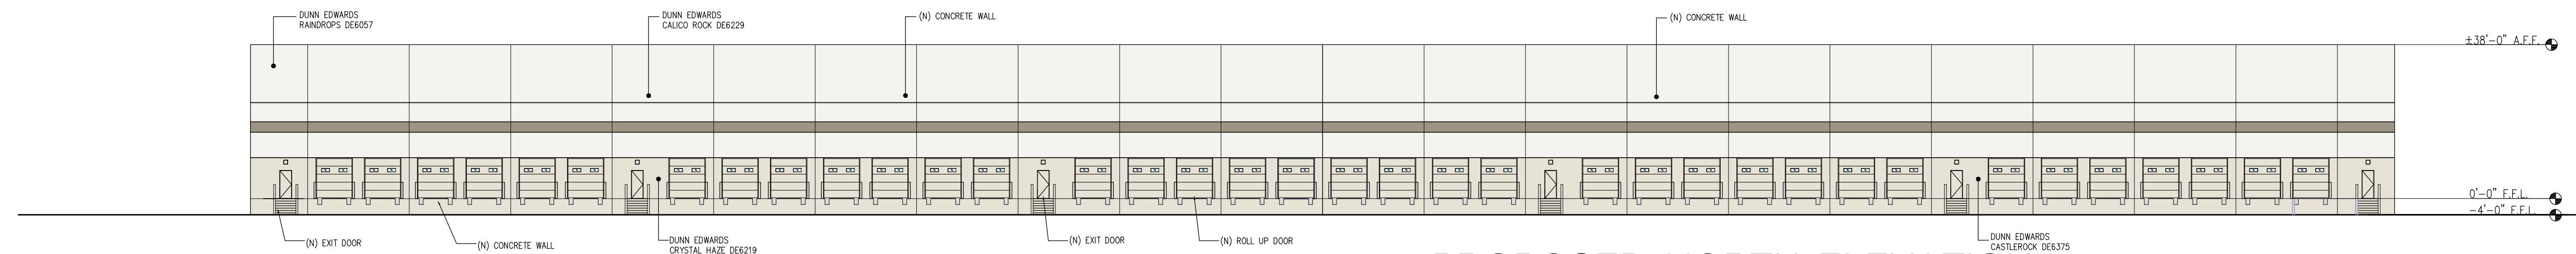 DUNN EDWARDS
RAINDROPS DE6057
DUNN EDWARDS
CALICO ROCK DE6229
(N) CONCRETE WALL
(N) CONCRETE WALL
±38'-0" A.F.F.
0'-0" F.F.L.
-4'-0" F.F.L.
(N) EXIT DOOR
(N) CONCRETE WALL
DUNN EDWARDS
CRYSTAL HAZE DE6219
(N) EXIT DOOR
(N) ROLL UP DOOR
DUNN EDWARDS
CASTLEROCK DE6375